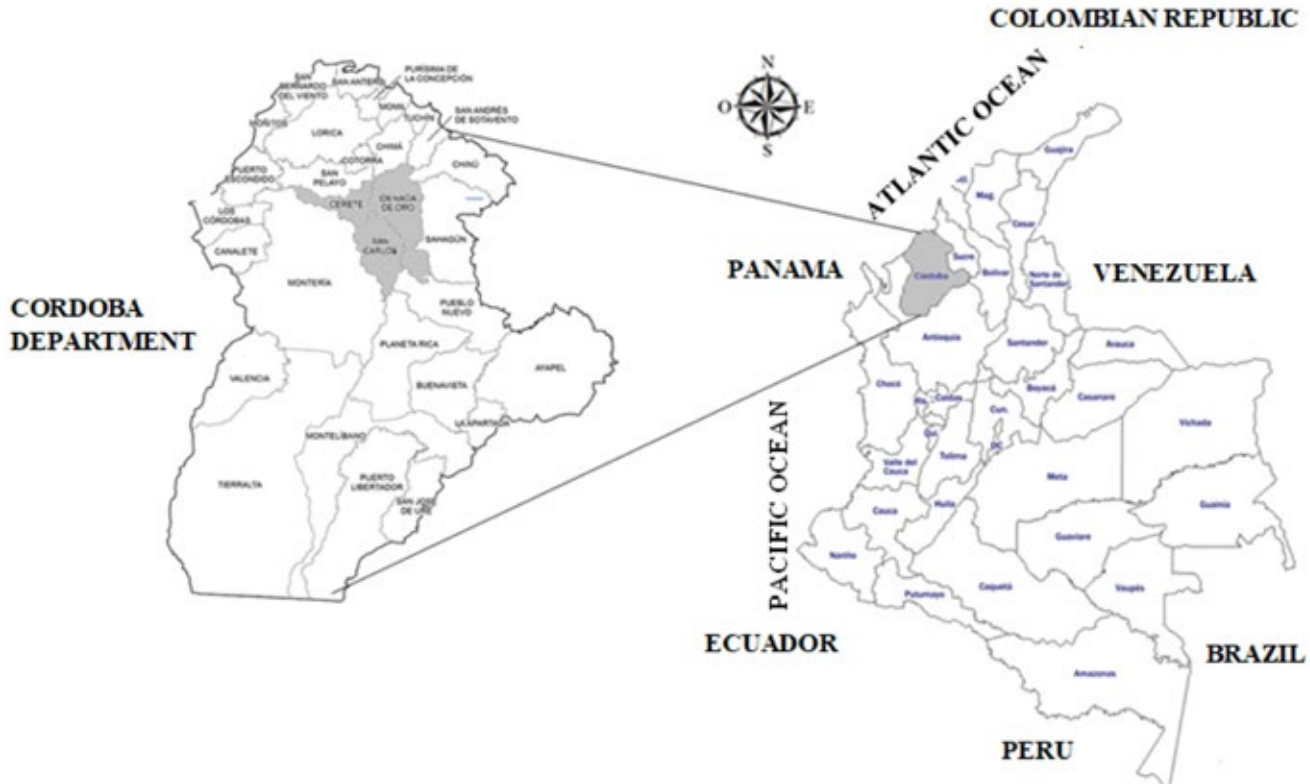 COLOMBIAN REPUBLIC
ATLANTIC OCEAN
N
O
E
S
PANAMA
VENEZUELA
PACIFIC OCEAN
ECUADOR
BRAZIL
PERU
CORDOBA
DEPARTMENT
SAN
BERNARDO
DEL VIENTO
SAN ANTERO
PURÍSIMA DE
LA CONCEPCIÓN
MOÑITOS
LORICA
MOMIL
TUCHÍN
SAN ANDRÉS
DE SOTAVENTO
CHIMÁ
COTORRA
CHINÚ
PUERTO
ESCONDIDO
SAN
PELAYO
CERETE
DE ORO
LOS
CÓRDOBAS
SAN
CARLOS
SAHAGÚN
CANALETE
MONTERÍA
PUEBLO
NUEVO
PLANETA RICA
VALENCIA
BUENAVISTA
AYAPEL
LA APARTADA
MONTELÍBANO
TIERRALTA
PUERTO
LIBERTADOR
SAN JOSÉ
DE URÉ
Guajira
Mag.
Cesar
Sucre
Córdoba
Bolívar
Norte de
Santander
Antioquia
Santander
Arauca
Chocó
Boyacá
Caldas
Casanare
Cun.
Vichada
DC
Tolima
Valle del
Cauca
Meta
Huila
Cauca
Guainía
Guaviare
Nariño
Caquetá
Vaupés
Putumayo
Amazonas